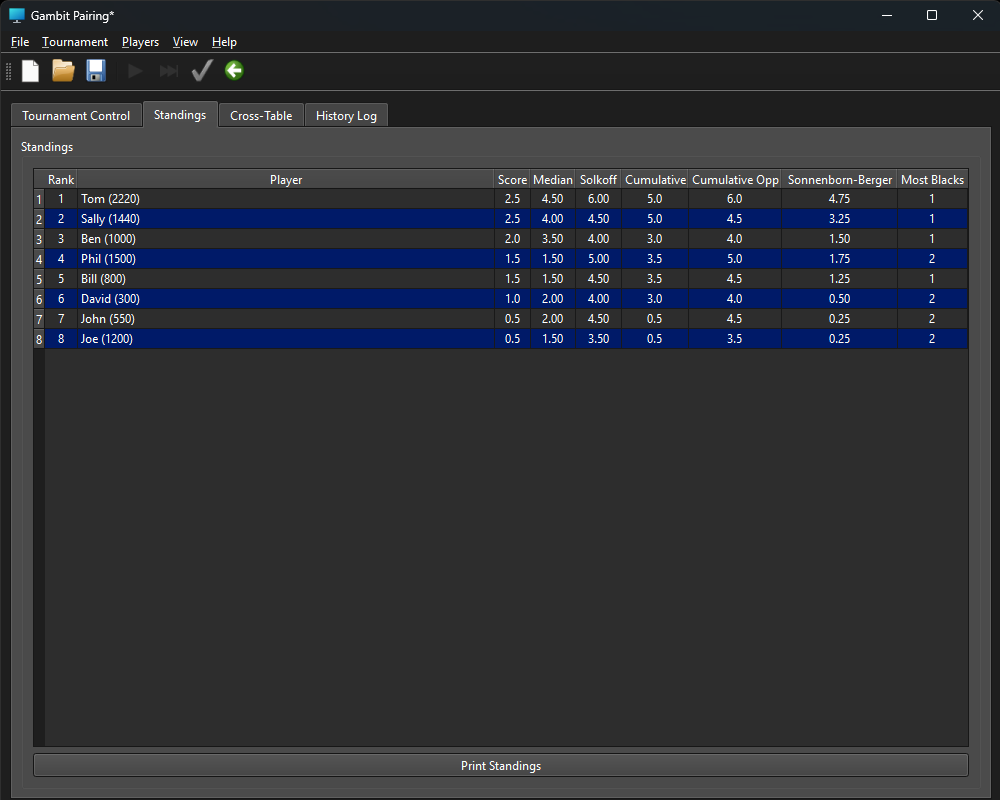 Gambit Pairing*
File Tournament Players View Help
Tournament Control Standings Cross-Table History Log
Standings
Rank Player Score Median Solkoff Cumulative Cumulative Opp Sonnenborn-Berger Most Blacks
1 1 Tom (2220) 2.5 4.50 6.00 5.0 6.0 4.75 1
2 2 Sally (1440) 2.5 4.00 4.50 5.0 4.5 3.25 1
3 3 Ben (1000) 2.0 3.50 4.00 3.0 4.0 1.50 1
4 4 Phil (1500) 1.5 1.50 5.00 3.5 5.0 1.75 2
5 5 Bill (800) 1.5 1.50 4.50 3.5 4.5 1.25 1
6 6 David (300) 1.0 2.00 4.00 3.0 4.0 0.50 2
7 7 John (550) 0.5 2.00 4.50 0.5 4.5 0.25 2
8 8 Joe (1200) 0.5 1.50 3.50 0.5 3.5 0.25 2
Print Standings